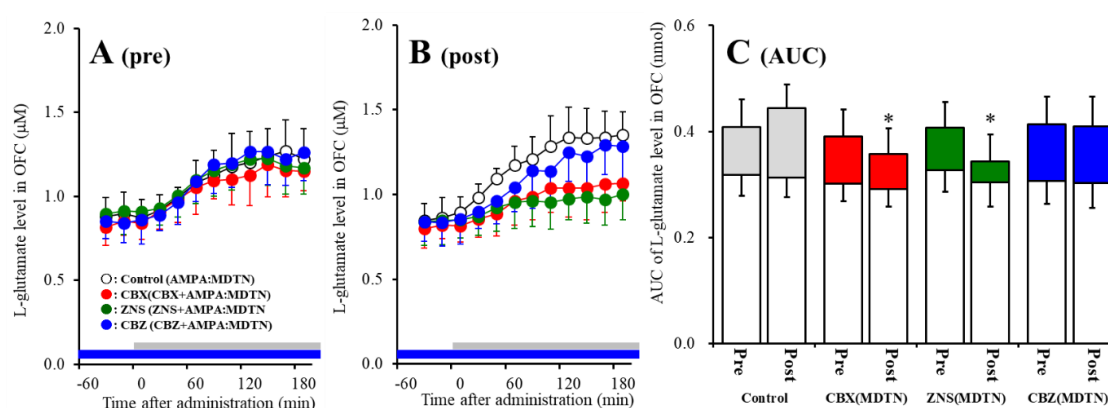 A (pre)
L-glutamate level in OFC (μM)
2.0
1.5
1.0
0.5
0.0
: Control (AMPA:MDTN)
: CBX(CBX+AMPA:MDTN)
: ZNS (ZNS+AMPA:MDTN
: CBZ (CBZ+AMPA:MDTN)
-60 0 60 120 180
Time after administration (min)
B (post)
L-glutamate level in OFC (μM)
2.0
1.5
1.0
0.5
0.0
-60 0 60 120 180
Time after administration (min)
C (AUC)
AUC of L-glutamate level in OFC (nmol)
0.6
0.4
0.2
0.0
* *
Pre Post Pre Post Pre Post Pre Post
Control CBX(MDTN) ZNS(MDTN) CBZ(MDTN)